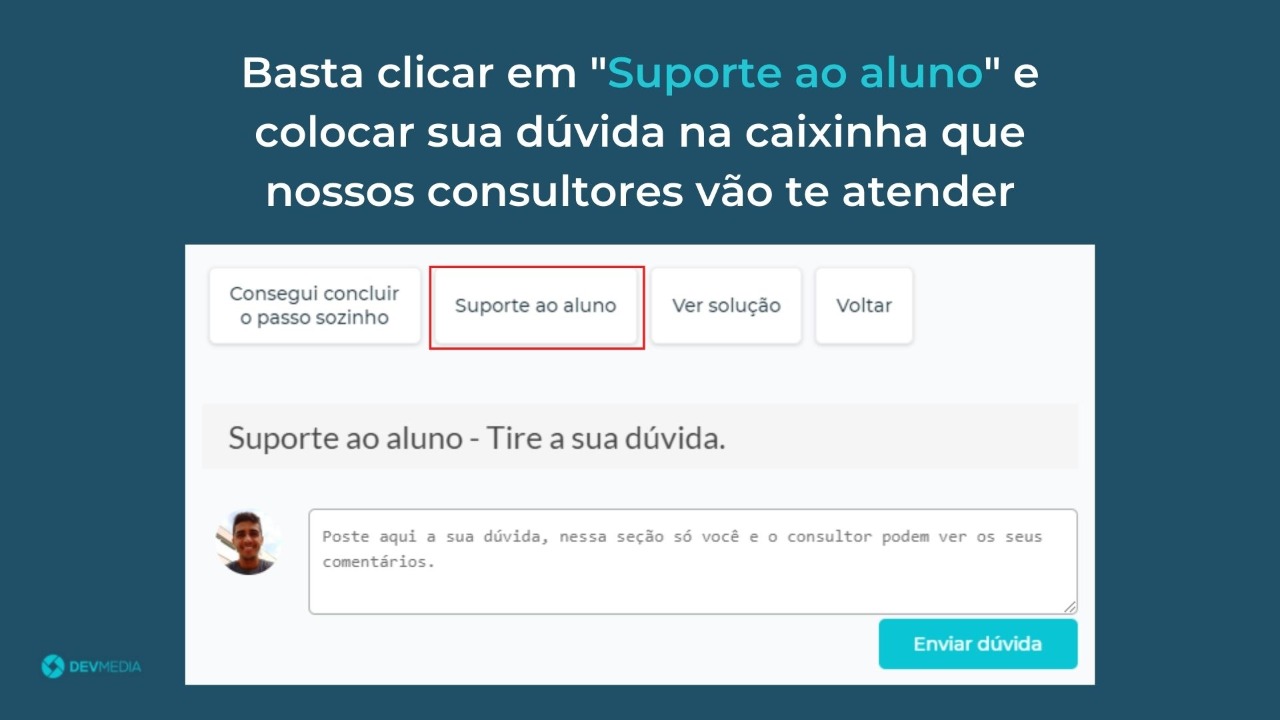 Basta clicar em "Suporte ao aluno" e
colocar sua dúvida na caixinha que
nossos consultores vão te atender
Consegui concluir
o passo sozinho
Suporte ao aluno
Ver solução
Voltar
Suporte ao aluno - Tire a sua dúvida.
Poste aqui a sua dúvida, nessa seção só você e o consultor podem ver os seus
comentários.
Enviar dúvida
DEVMEDIA